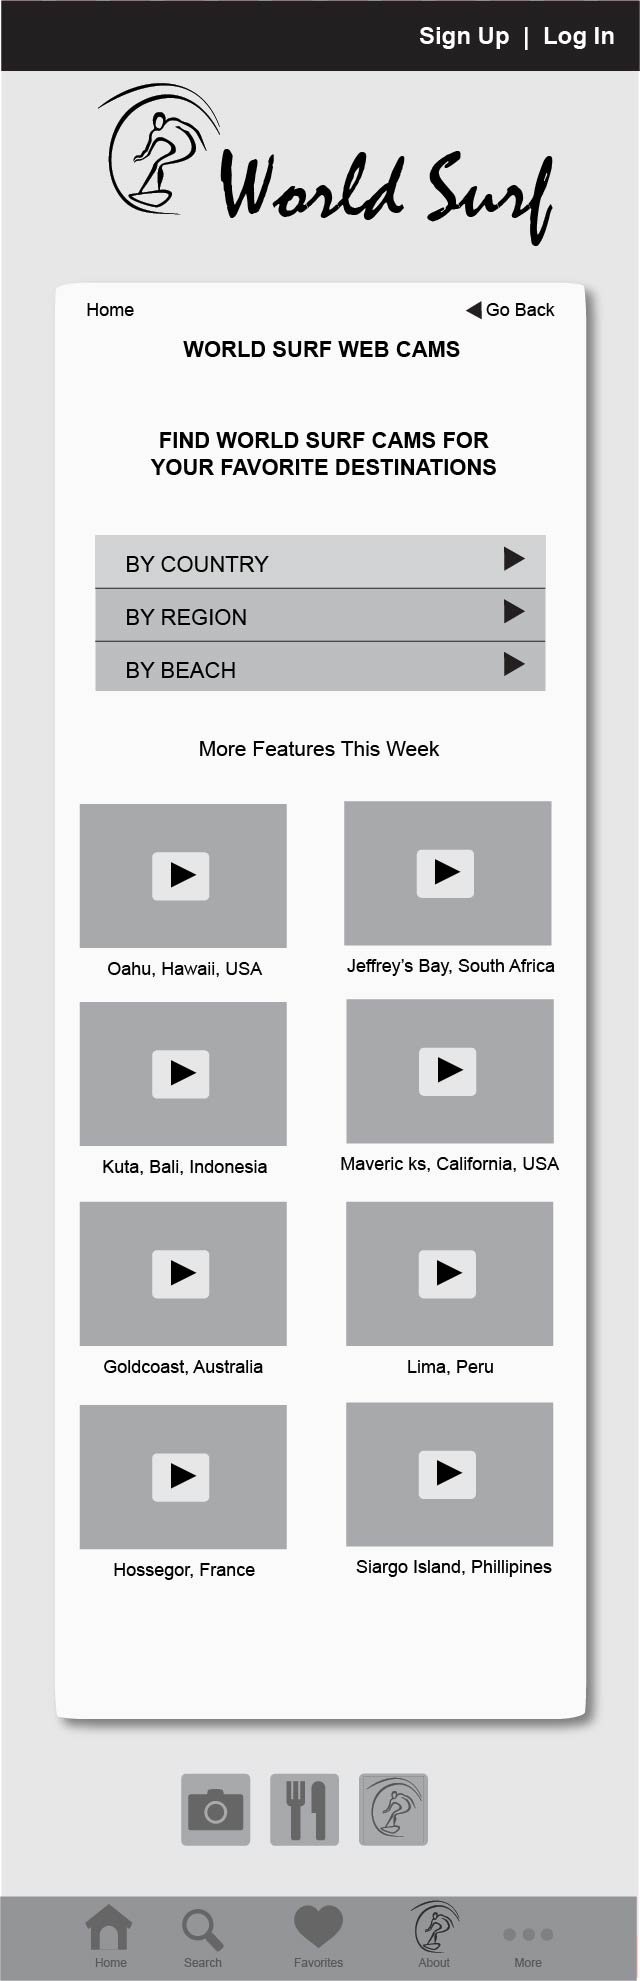 Sign Up | Log In
World Surf
Home
Go Back
WORLD SURF WEB CAMS
FIND WORLD SURF CAMS FOR
YOUR FAVORITE DESTINATIONS
BY COUNTRY
BY REGION
BY BEACH
More Features This Week
Oahu, Hawaii, USA
Jeffrey's Bay, South Africa
Kuta, Bali, Indonesia
Maveric ks, California, USA
Goldcoast, Australia
Lima, Peru
Hossegor, France
Siargo Island, Phillipines
Home
Search
Favorites
About
More